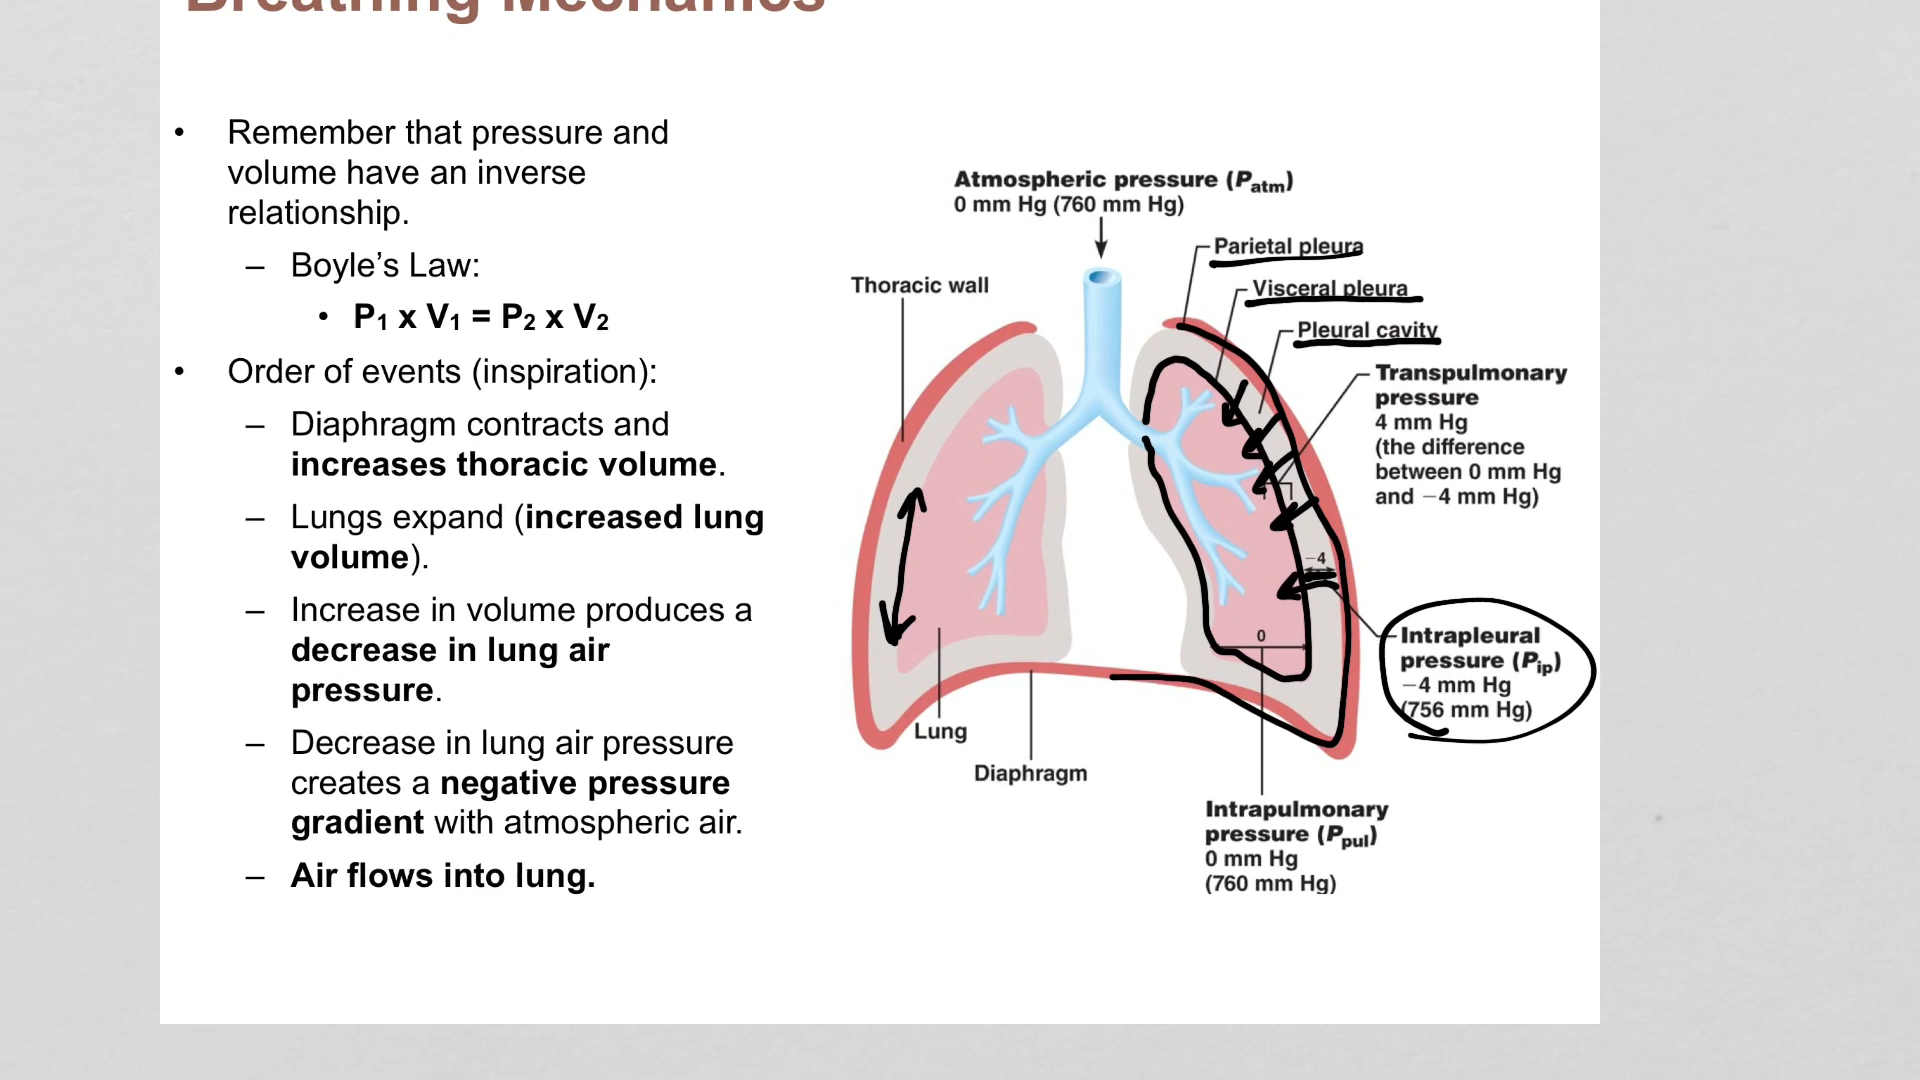 Breathing Mechanics
• Remember that pressure and
volume have an inverse
relationship.
– Boyle’s Law:
• P₁ x V₁ = P₂ x V₂
• Order of events (inspiration):
– Diaphragm contracts and
increases thoracic volume.
– Lungs expand (increased lung
volume).
– Increase in volume produces a
decrease in lung air
pressure.
– Decrease in lung air pressure
creates a negative pressure
gradient with atmospheric air.
– Air flows into lung.
Atmospheric pressure (Patm)
0 mm Hg (760 mm Hg)
Parietal pleura
Thoracic wall
Visceral pleura
Pleural cavity
Transpulmonary
pressure
4 mm Hg
(the difference
between 0 mm Hg
and −4 mm Hg)
−4
0
Intrapleural
pressure (Pip)
−4 mm Hg
(756 mm Hg)
Lung
Diaphragm
Intrapulmonary
pressure (Ppul)
0 mm Hg
(760 mm Hg)